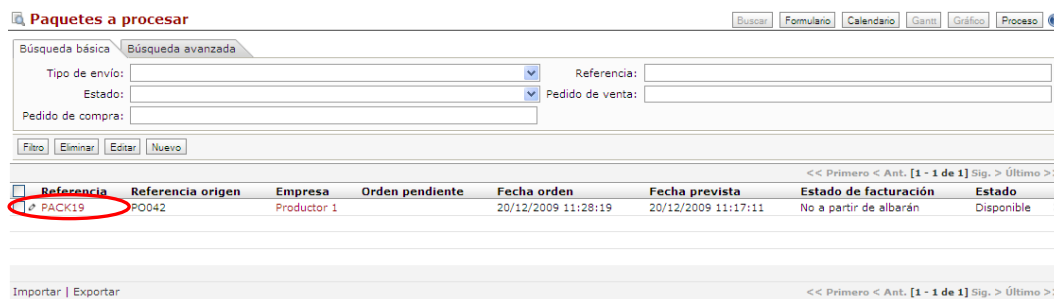 Paquetes a procesar
Buscar Formulario Calendario Gantt Gráfico Proceso
Búsqueda básica Búsqueda avanzada
Tipo de envío: Referencia:
Estado: Pedido de venta:
Pedido de compra:
Filtro Eliminar Editar Nuevo
<< Primero < Ant. [1 - 1 de 1] Sig. > Último >
Referencia Referencia origen Empresa Orden pendiente Fecha orden Fecha prevista Estado de facturación Estado
PACK19 PO042 Productor 1 20/12/2009 11:28:19 20/12/2009 11:17:11 No a partir de albarán Disponible
Importar | Exportar << Primero < Ant. [1 - 1 de 1] Sig. > Último >